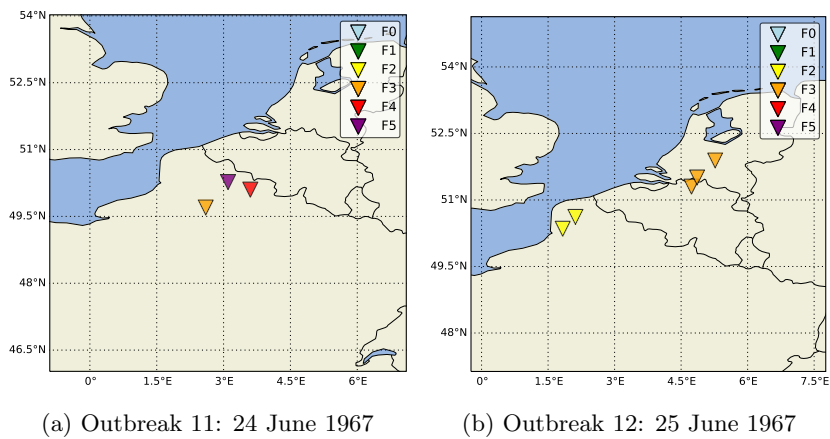 54°N
52.5°N
51°N
49.5°N
48°N
46.5°N
0°
1.5°E
3°E
4.5°E
6°E
F0
F1
F2
F3
F4
F5
(a) Outbreak 11: 24 June 1967
54°N
52.5°N
51°N
49.5°N
48°N
0°
1.5°E
3°E
4.5°E
6°E
7.5°E
F0
F1
F2
F3
F4
F5
(b) Outbreak 12: 25 June 1967